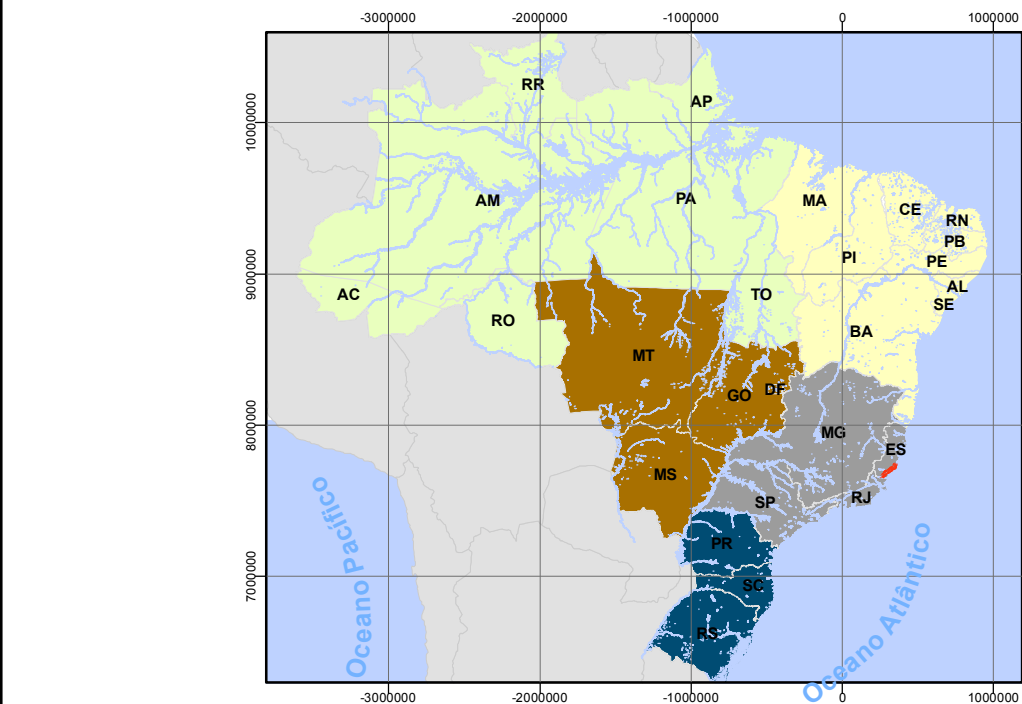 -3000000 -2000000 -1000000 0 1000000
10000000
9000000
8000000
7000000
RR
AP
AM
PA
MA
CE
RN
PB
PE
PI
AL
SE
AC
RO
TO
BA
MT
GO
DF
MG
ES
MS
SP
RJ
PR
SC
RS
Oceano Pacífico
Oceano Atlântico
-3000000 -2000000 -1000000 0 1000000